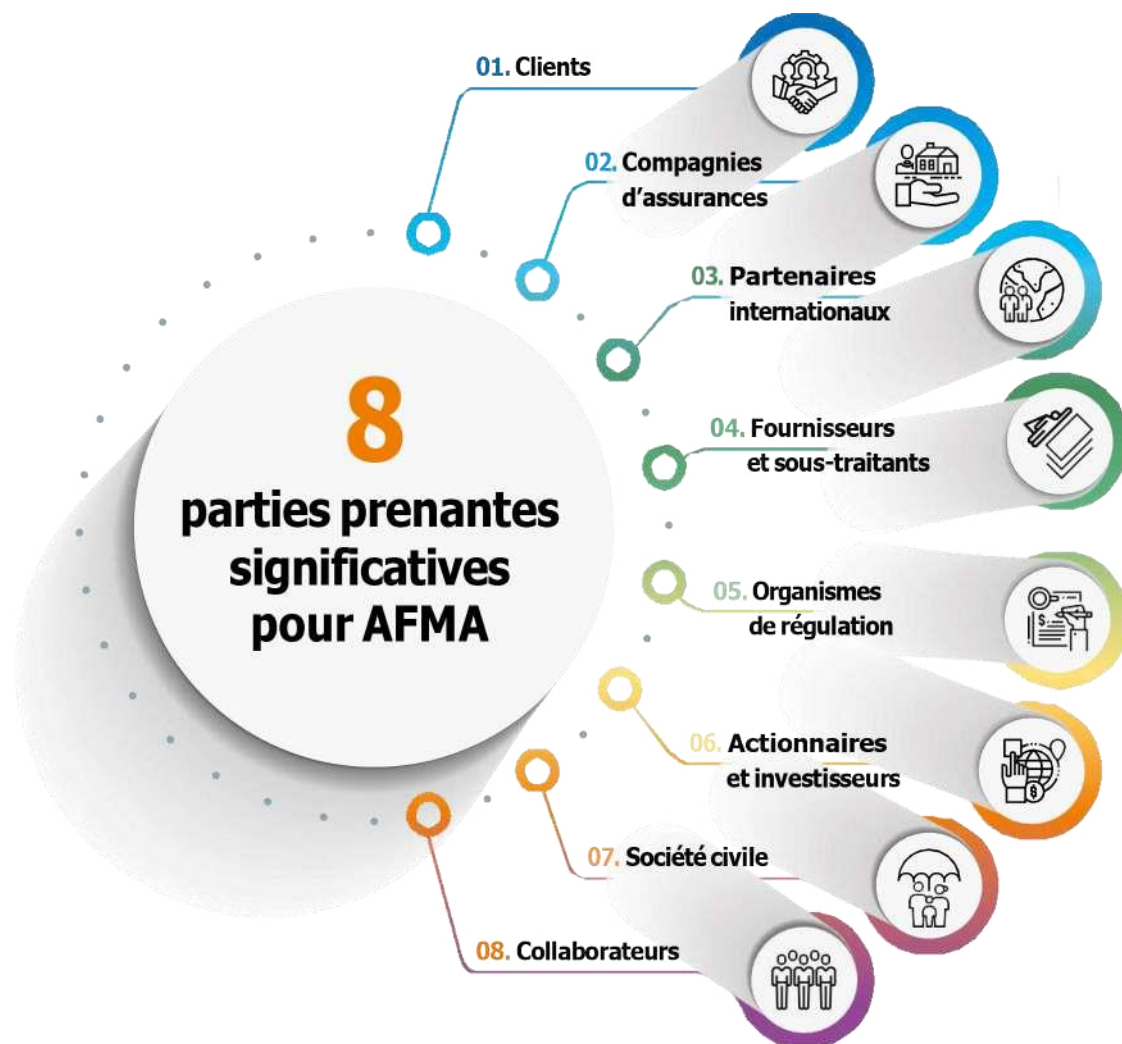 8
parties prenantes
significatives
pour AFMA
01. Clients
02. Compagnies
d'assurances
03. Partenaires
internationaux
04. Fournisseurs
et sous-traitants
05. Organismes
de régulation
06. Actionnaires
et investisseurs
07. Société civile
08. Collaborateurs